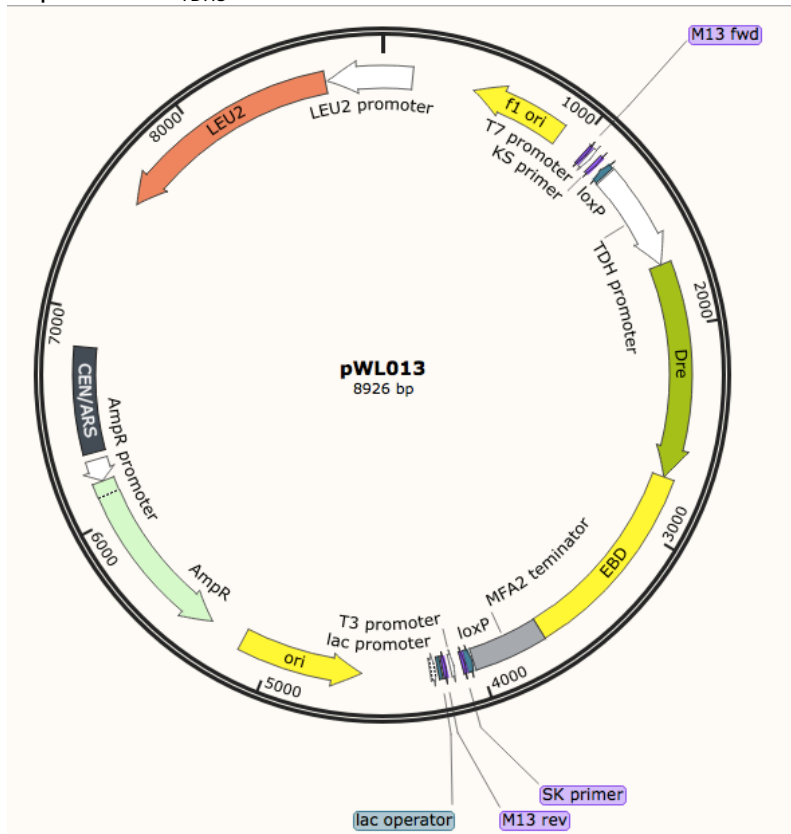 M13 fwd
LEU2 promoter
LEU2
8000
f1 ori
1000
T7 promoter
KS primer
loxP
TDH promoter
2000
7000
pWL013
8926 bp
Dre
CEN/ARS
AmpR promoter
3000
EBD
6000
MFA2 teminator
AmpR
T3 promoter
lac promoter
loxP
ori
5000
4000
SK primer
lac operator
M13 rev